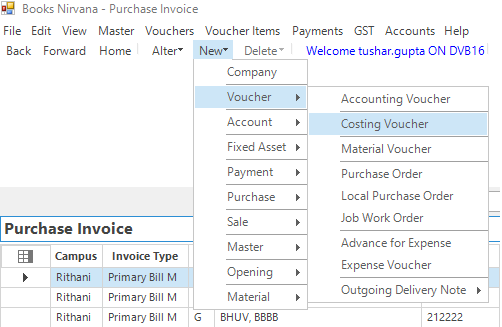 Books Nirvana - Purchase Invoice
File Edit View Master Vouchers Voucher Items Payments GST Accounts Help
Back Forward Home Alter New Delete Welcome tushar.gupta ON DVB16
Company
Voucher
Account
Fixed Asset
Payment
Purchase
Sale
Master
Opening
Material
Accounting Voucher
Costing Voucher
Material Voucher
Purchase Order
Local Purchase Order
Job Work Order
Advance for Expense
Expense Voucher
Outgoing Delivery Note
Purchase Invoice
Campus Invoice Type
Rithani Primary Bill M
Rithani Primary Bill M
Rithani Primary Bill M G BHUV, BBBB 212222